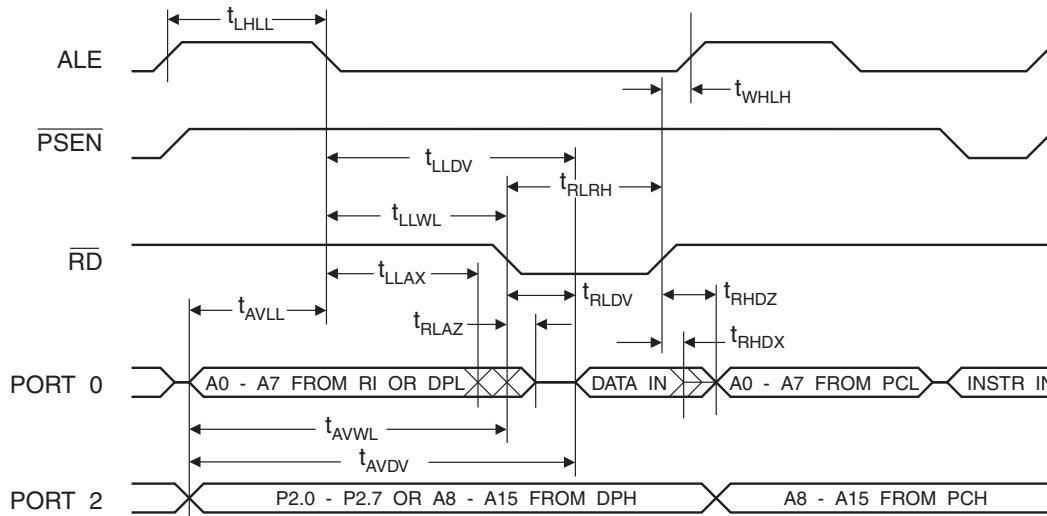 tLHLL
ALE
tWHLH
PSEN
tLLDV
tRLRH
tLLWL
RD
tLLAX
tRLDV
tRHDZ
tAVLL
tRLAZ
tRHDX
PORT 0
A0 - A7 FROM RI OR DPL
DATA IN
A0 - A7 FROM PCL
INSTR IN
tAVWL
tAVDV
PORT 2
P2.0 - P2.7 OR A8 - A15 FROM DPH
A8 - A15 FROM PCH